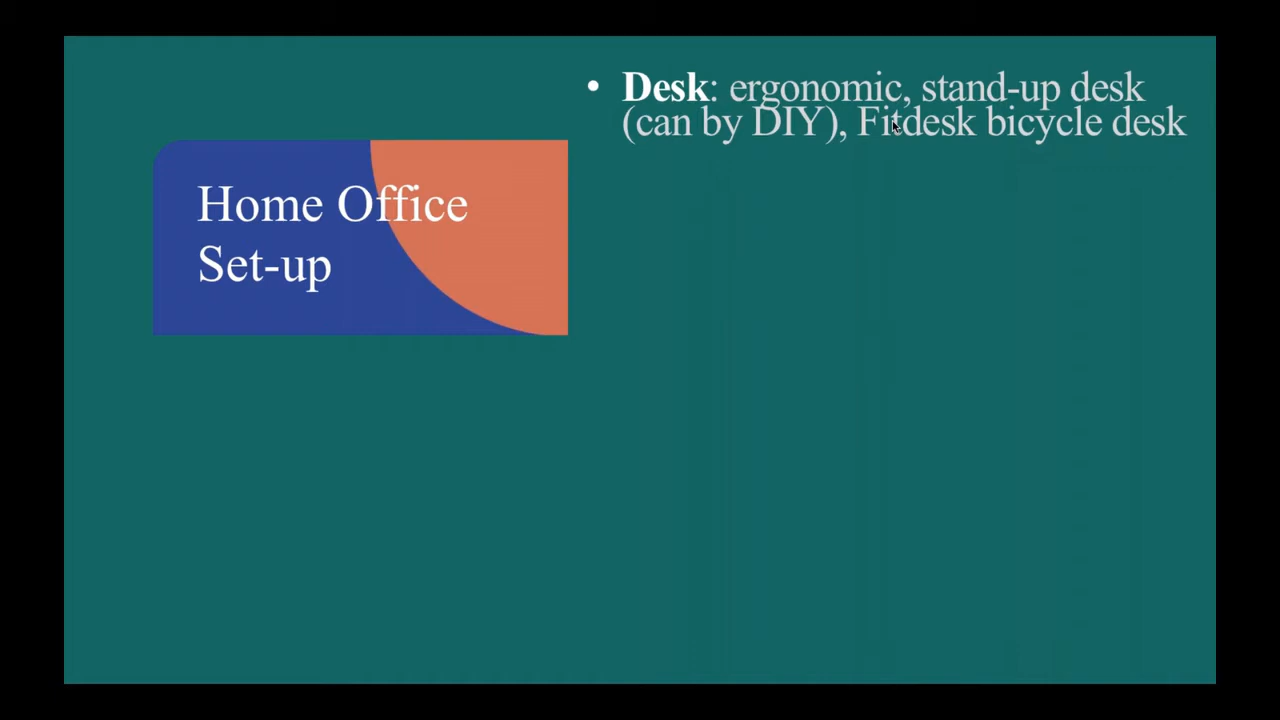 Home Office
Set-up
• Desk: ergonomic, stand-up desk
(can by DIY), Fitdesk bicycle desk